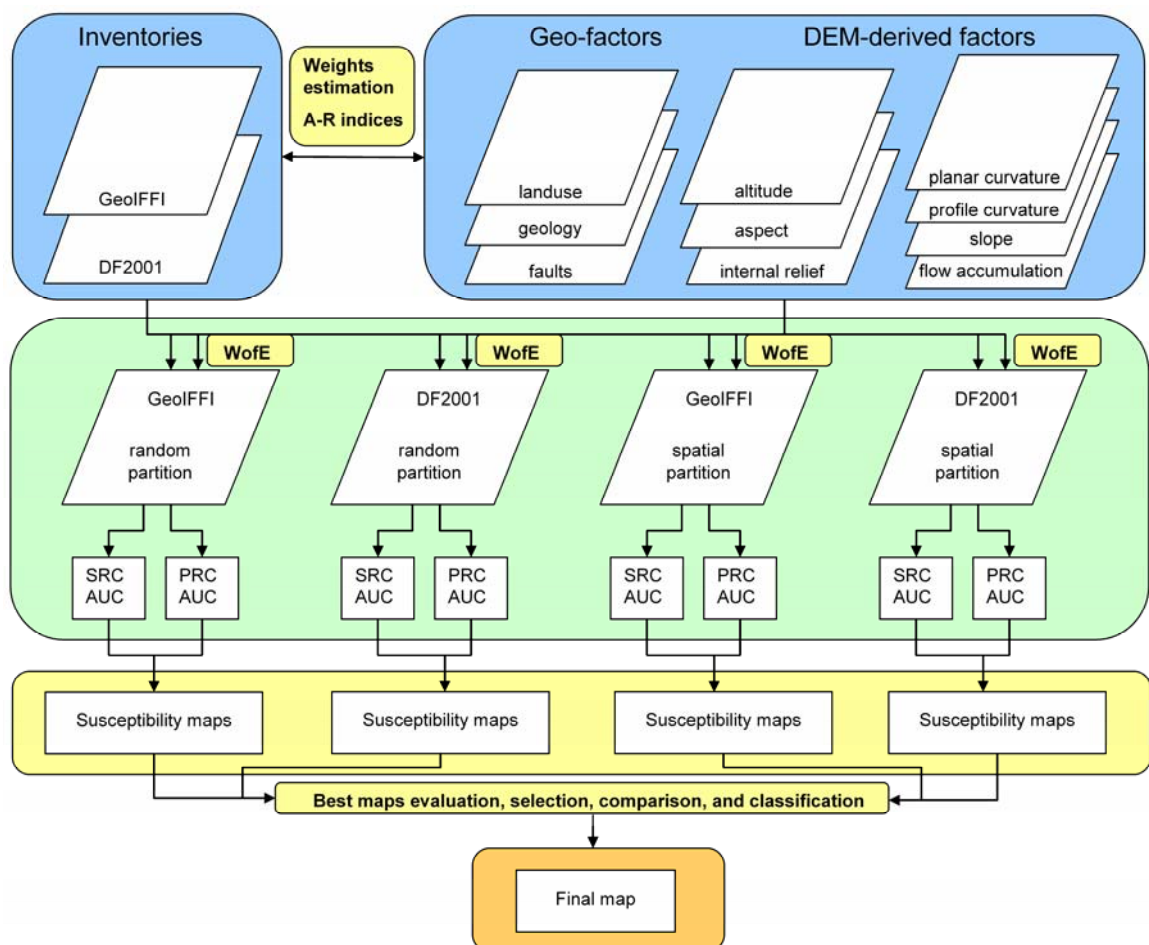 Inventories
GeoIFFI
DF2001
Weights
estimation
A-R indices
Geo-factors
DEM-derived factors
landuse
geology
faults
altitude
aspect
internal relief
planar curvature
profile curvature
slope
flow accumulation
WofE
WofE
WofE
WofE
GeoIFFI
random
partition
DF2001
random
partition
GeoIFFI
spatial
partition
DF2001
spatial
partition
SRC
AUC
PRC
AUC
SRC
AUC
PRC
AUC
SRC
AUC
PRC
AUC
SRC
AUC
PRC
AUC
Susceptibility maps
Susceptibility maps
Susceptibility maps
Susceptibility maps
Best maps evaluation, selection, comparison, and classification
Final map